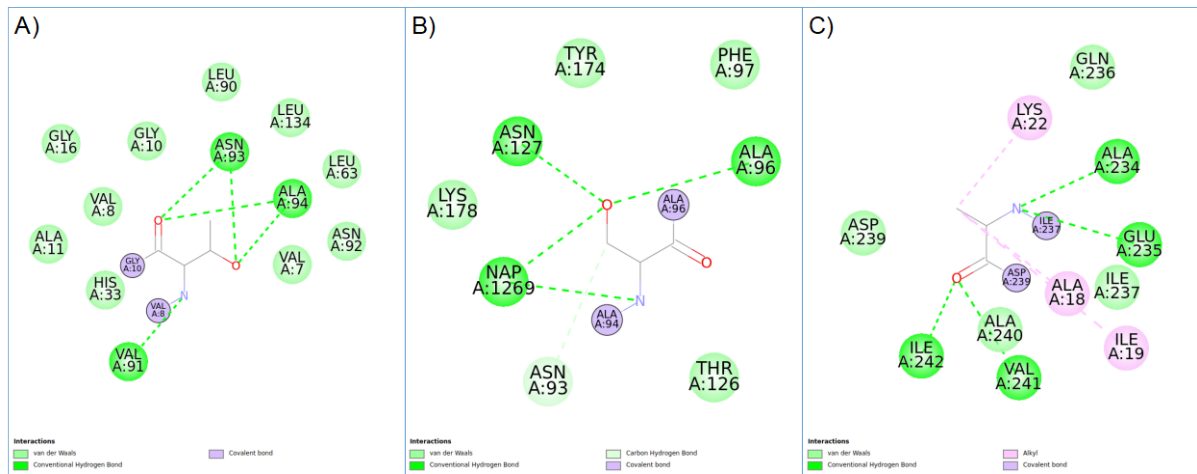 A)
LEU
A:90
LEU
A:134
GLY
A:16
GLY
A:10
ASN
A:93
LEU
A:63
VAL
A:8
ALA
A:94
ALA
A:11
ASN
A:92
O
O
GLY
A:10
HIS
A:33
VAL
A:7
N
VAL
A:8
VAL
A:91
Interactions
van der Waals
Conventional Hydrogen Bond
Covalent bond
B)
TYR
A:174
PHE
A:97
ASN
A:127
ALA
A:96
LYS
A:178
O
ALA
A:96
O
NAP
A:1269
N
ALA
A:94
ASN
A:93
THR
A:126
Interactions
van der Waals
Conventional Hydrogen Bond
Carbon Hydrogen Bond
Covalent bond
C)
GLN
A:236
LYS
A:22
ALA
A:234
N
ILE
A:237
ASP
A:239
GLU
A:235
O
ASP
A:239
ALA
A:18
ILE
A:237
ALA
A:240
ILE
A:242
VAL
A:241
ILE
A:19
Interactions
van der Waals
Conventional Hydrogen Bond
Alkyl
Covalent bond